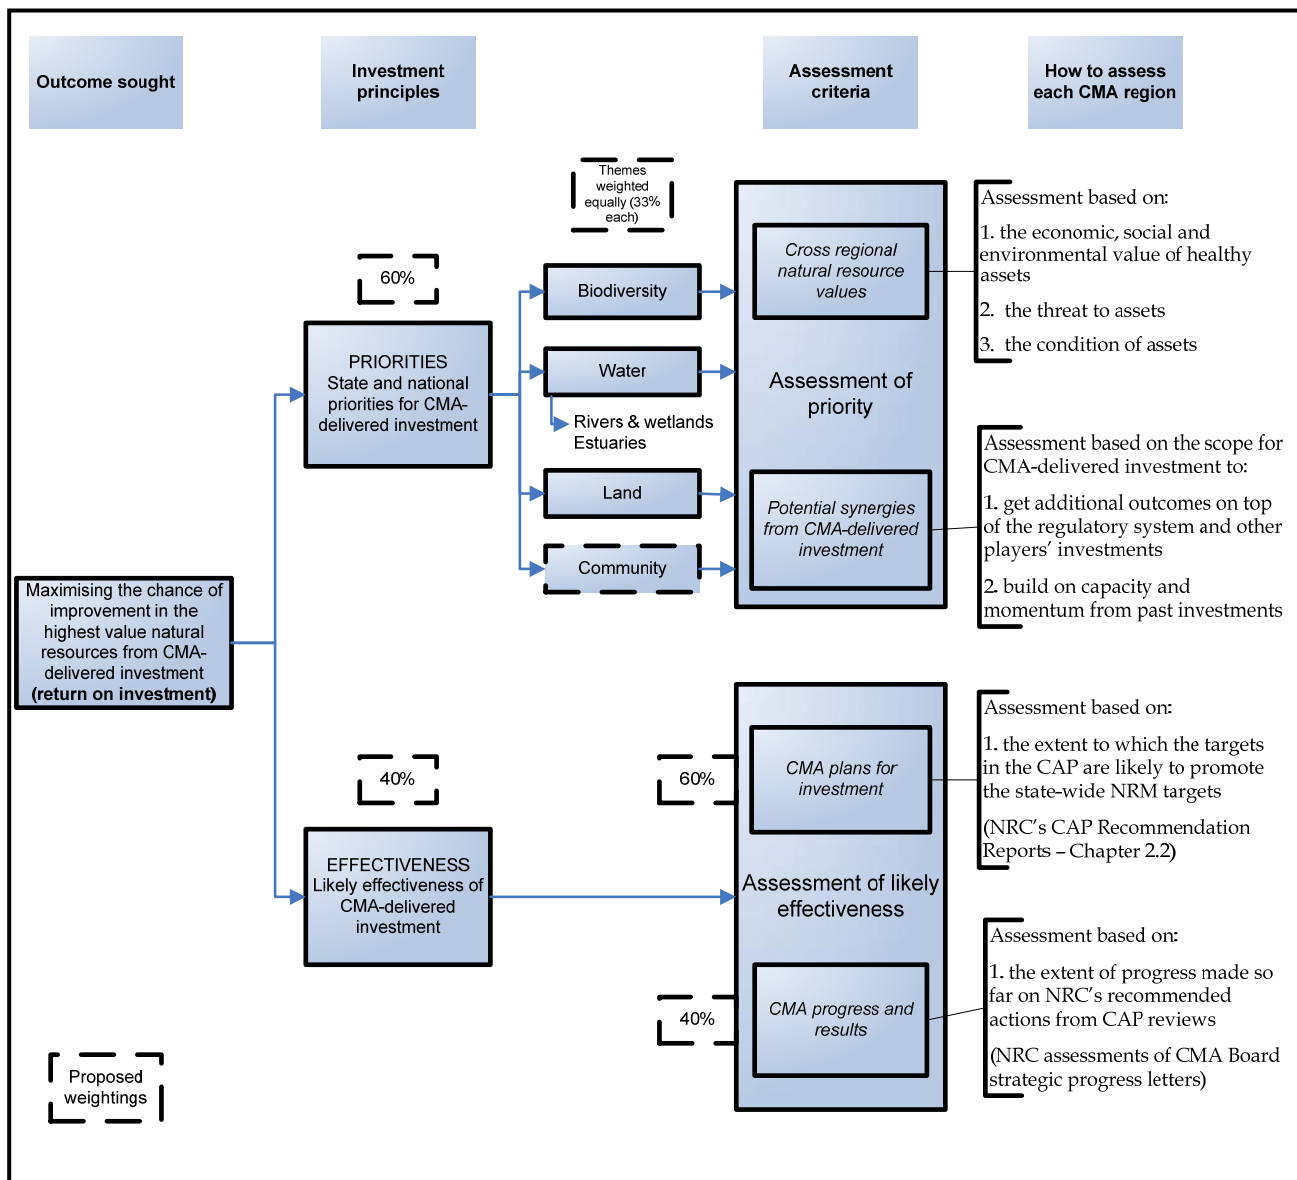 Outcome sought
Investment
principles
Assessment
criteria
How to assess
each CMA region
Themes
weighted
equally (33%
each)
60%
PRIORITIES
State and national
priorities for CMA-
delivered investment
Biodiversity
Water
Rivers & wetlands
Estuaries
Land
Community
Cross regional
natural resource
values
Assessment of
priority
Potential synergies
from CMA-delivered
investment
Assessment based on:
1. the economic, social and
environmental value of healthy
assets
2. the threat to assets
3. the condition of assets
Assessment based on the scope for
CMA-delivered investment to:
1. get additional outcomes on top
of the regulatory system and other
players’ investments
2. build on capacity and
momentum from past investments
Maximising the chance of
improvement in the
highest value natural
resources from CMA-
delivered investment
(return on investment)
40%
EFFECTIVENESS
Likely effectiveness of
CMA-delivered
investment
60%
CMA plans for
investment
Assessment of likely
effectiveness
40%
CMA progress and
results
Assessment based on:
1. the extent to which the targets
in the CAP are likely to promote
the state-wide NRM targets
(NRC’s CAP Recommendation
Reports – Chapter 2.2)
Assessment based on:
1. the extent of progress made so
far on NRC’s recommended
actions from CAP reviews
(NRC assessments of CMA Board
strategic progress letters)
Proposed
weightings